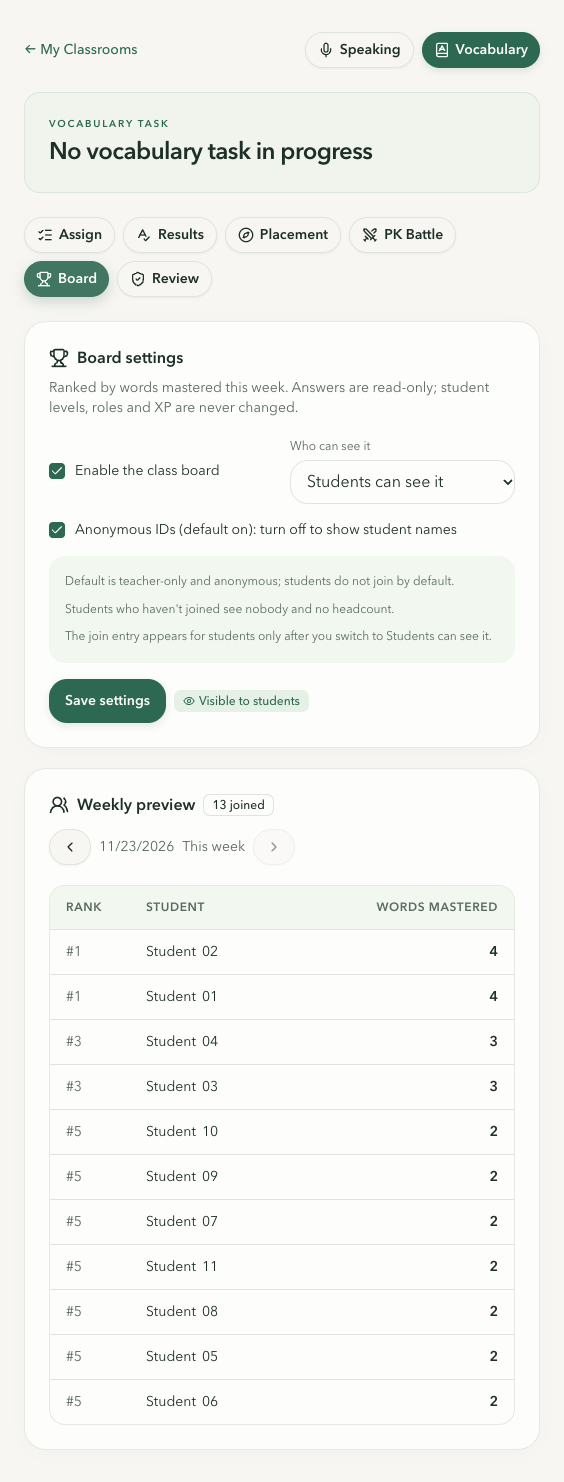 ← My Classrooms
Speaking
Vocabulary
VOCABULARY TASK
No vocabulary task in progress
Assign
Results
Placement
PK Battle
Board
Review
Board settings
Ranked by words mastered this week. Answers are read-only; student
levels, roles and XP are never changed.
Who can see it
Enable the class board
Students can see it
Anonymous IDs (default on): turn off to show student names
Default is teacher-only and anonymous; students do not join by default.
Students who haven't joined see nobody and no headcount.
The join entry appears for students only after you switch to Students can see it.
Save settings
Visible to students
Weekly preview
13 joined
11/23/2026 This week
RANK STUDENT WORDS MASTERED
#1 Student 02 4
#1 Student 01 4
#3 Student 04 3
#3 Student 03 3
#5 Student 10 2
#5 Student 09 2
#5 Student 07 2
#5 Student 11 2
#5 Student 08 2
#5 Student 05 2
#5 Student 06 2